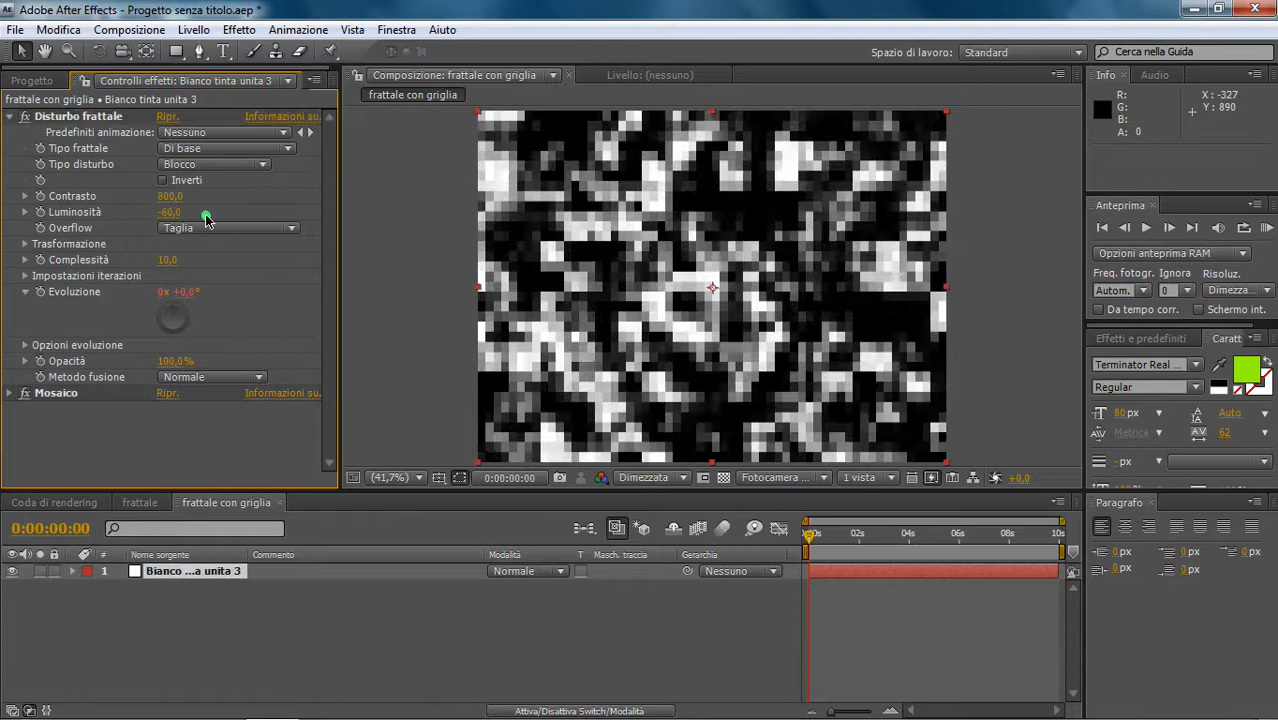 Adobe After Effects - Progetto senza titolo.aep *
File Modifica Composizione Livello Effetto Animazione Vista Finestra Aiuto
Spazio di lavoro: Standard Cerca nella Guida
Progetto Controlli effetti: Bianco tinta unita 3
frattale con griglia • Bianco tinta unita 3
fx Disturbo frattale Ripr. Informazioni su.
Predefiniti animazione: Nessuno
Tipo frattale Di base
Tipo disturbo Blocco
Inverti
Contrasto 800,0
Luminosità -60,0
Overflow Taglia
Trasformazione
Complessità 10,0
Impostazioni iterazioni
Evoluzione 0x +0,0°
Opzioni evoluzione
Opacità 100,0%
Metodo fusione Normale
fx Mosaico Ripr. Informazioni su.
Composizione: frattale con griglia Livello: (nessuno)
frattale con griglia
(41,7%) 0:00:00:00 Dimezzata Fotocamera ... 1 vista +0,0
Info Audio
R: X: -327
G: Y: 890
B:
A: 0
Anteprima
Opzioni anteprima RAM
Freq. fotogr. Ignora Risoluz.
Autom. 0 Dimezza...
Da tempo corr. Schermo int.
Effetti e predefiniti Caratt
Terminator Real ...
Regular
80 px Auto
Metrica 62
- px
Paragrafo
0 px 0 px 0 px
0 px 0 px
Coda di rendering frattale frattale con griglia
0:00:00:00
# Nome sorgente Commento Modalità T Masch. traccia Gerarchia
02s 04s 06s 08s 10s
1 Bianco ...a unita 3 Normale Nessuno
Attiva/Disattiva Switch/Modalità